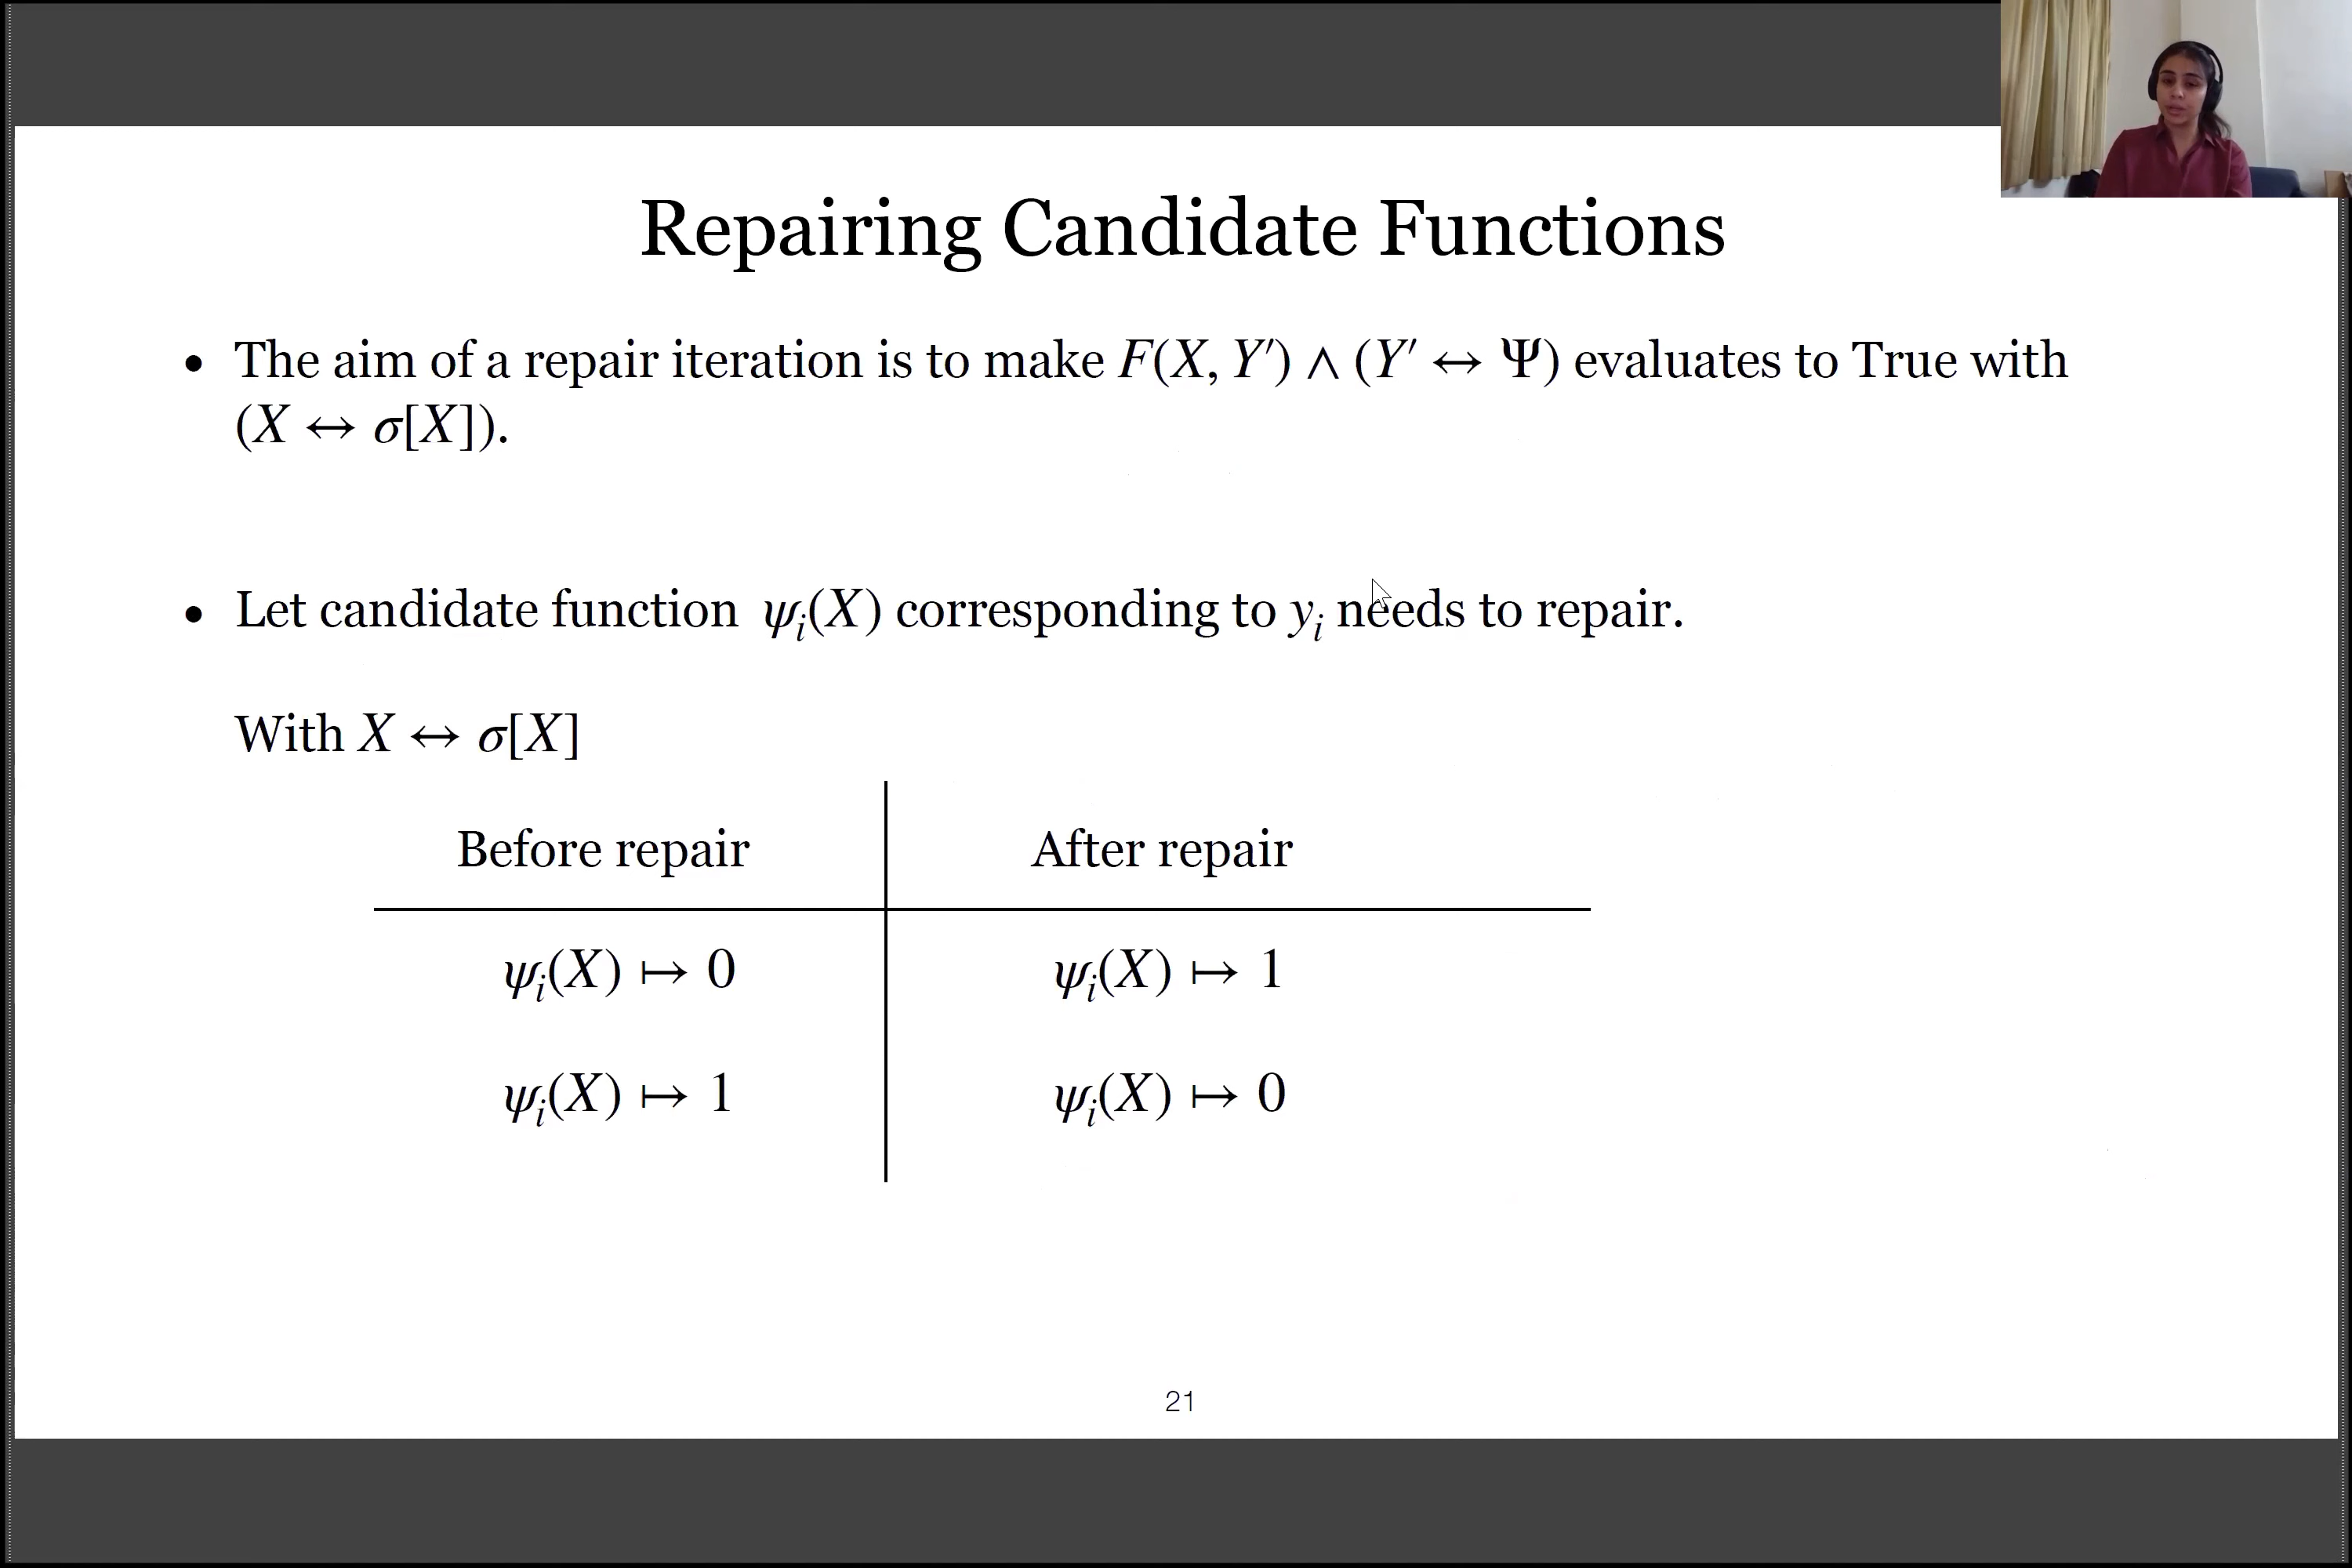 Repairing Candidate Functions
• The aim of a repair iteration is to make F(X, Y′) ∧ (Y′ ↔ Ψ) evaluates to True with
(X ↔ σ[X]).
• Let candidate function ψᵢ(X) corresponding to yᵢ needs to repair.
With X ↔ σ[X]
Before repair After repair
ψᵢ(X) ↦ 0 ψᵢ(X) ↦ 1
ψᵢ(X) ↦ 1 ψᵢ(X) ↦ 0
21